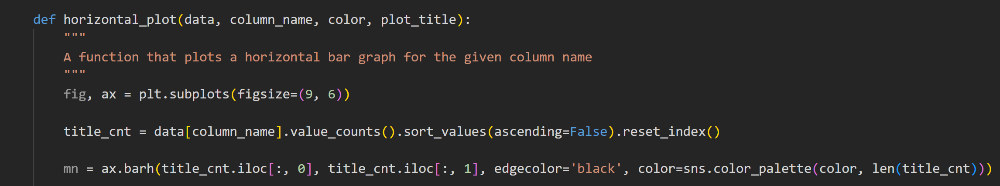 def horizontal_plot(data, column_name, color, plot_title):
"""
A function that plots a horizontal bar graph for the given column name
"""
fig, ax = plt.subplots(figsize=(9, 6))
title_cnt = data[column_name].value_counts().sort_values(ascending=False).reset_index()
mn = ax.barh(title_cnt.iloc[:, 0], title_cnt.iloc[:, 1], edgecolor='black', color=sns.color_palette(color, len(title_cnt)))